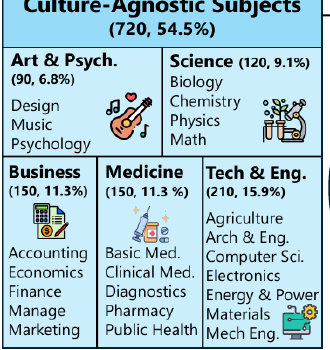 Culture-Agnostic Subjects
(720, 54.5%)
Art & Psych.
(90, 6.8%)
Design
Music
Psychology
Science (120, 9.1%)
Biology
Chemistry
Physics
Math
Business
(150, 11.3%)
Accounting
Economics
Finance
Manage
Marketing
Medicine
(150, 11.3 %)
Basic Med.
Clinical Med.
Diagnostics
Pharmacy
Public Health
Tech & Eng.
(210, 15.9%)
Agriculture
Arch & Eng.
Computer Sci.
Electronics
Energy & Power
Materials
Mech Eng.